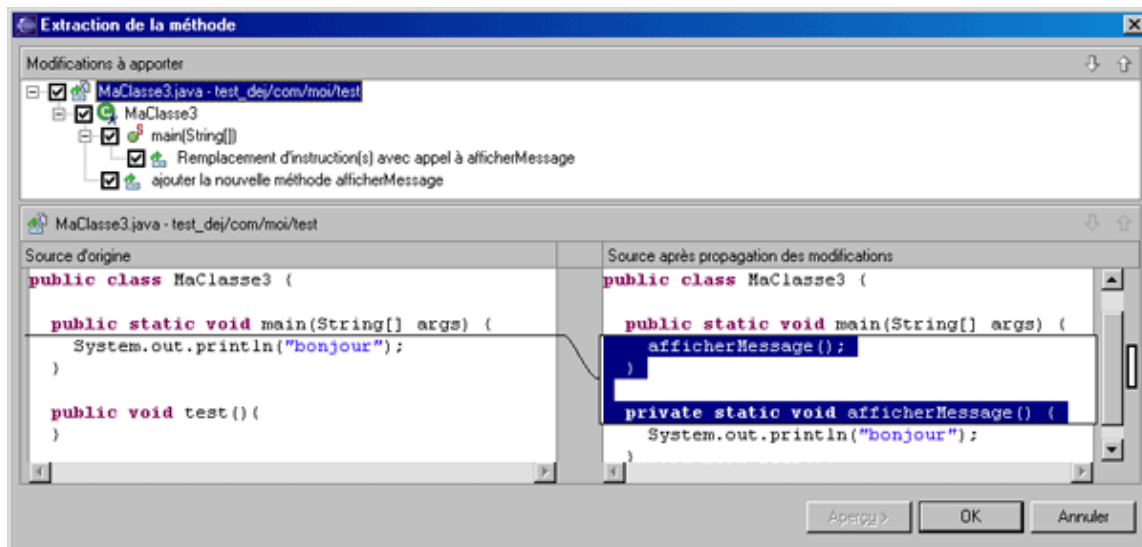 Extraction de la méthode
Modifications à apporter
MaClasse3.java - test_dej/com/moi/test
MaClasse3
main(String[])
Remplacement d'instruction(s) avec appel à afficherMessage
ajouter la nouvelle méthode afficherMessage
MaClasse3.java - test_dej/com/moi/test
Source d'origine
public class MaClasse3 {
public static void main(String[] args) {
System.out.println("bonjour");
}
public void test(){
}
Source après propagation des modifications
public class MaClasse3 {
public static void main(String[] args) {
afficherMessage();
}
private static void afficherMessage() {
System.out.println("bonjour");
}
Aperçu >
OK
Annuler